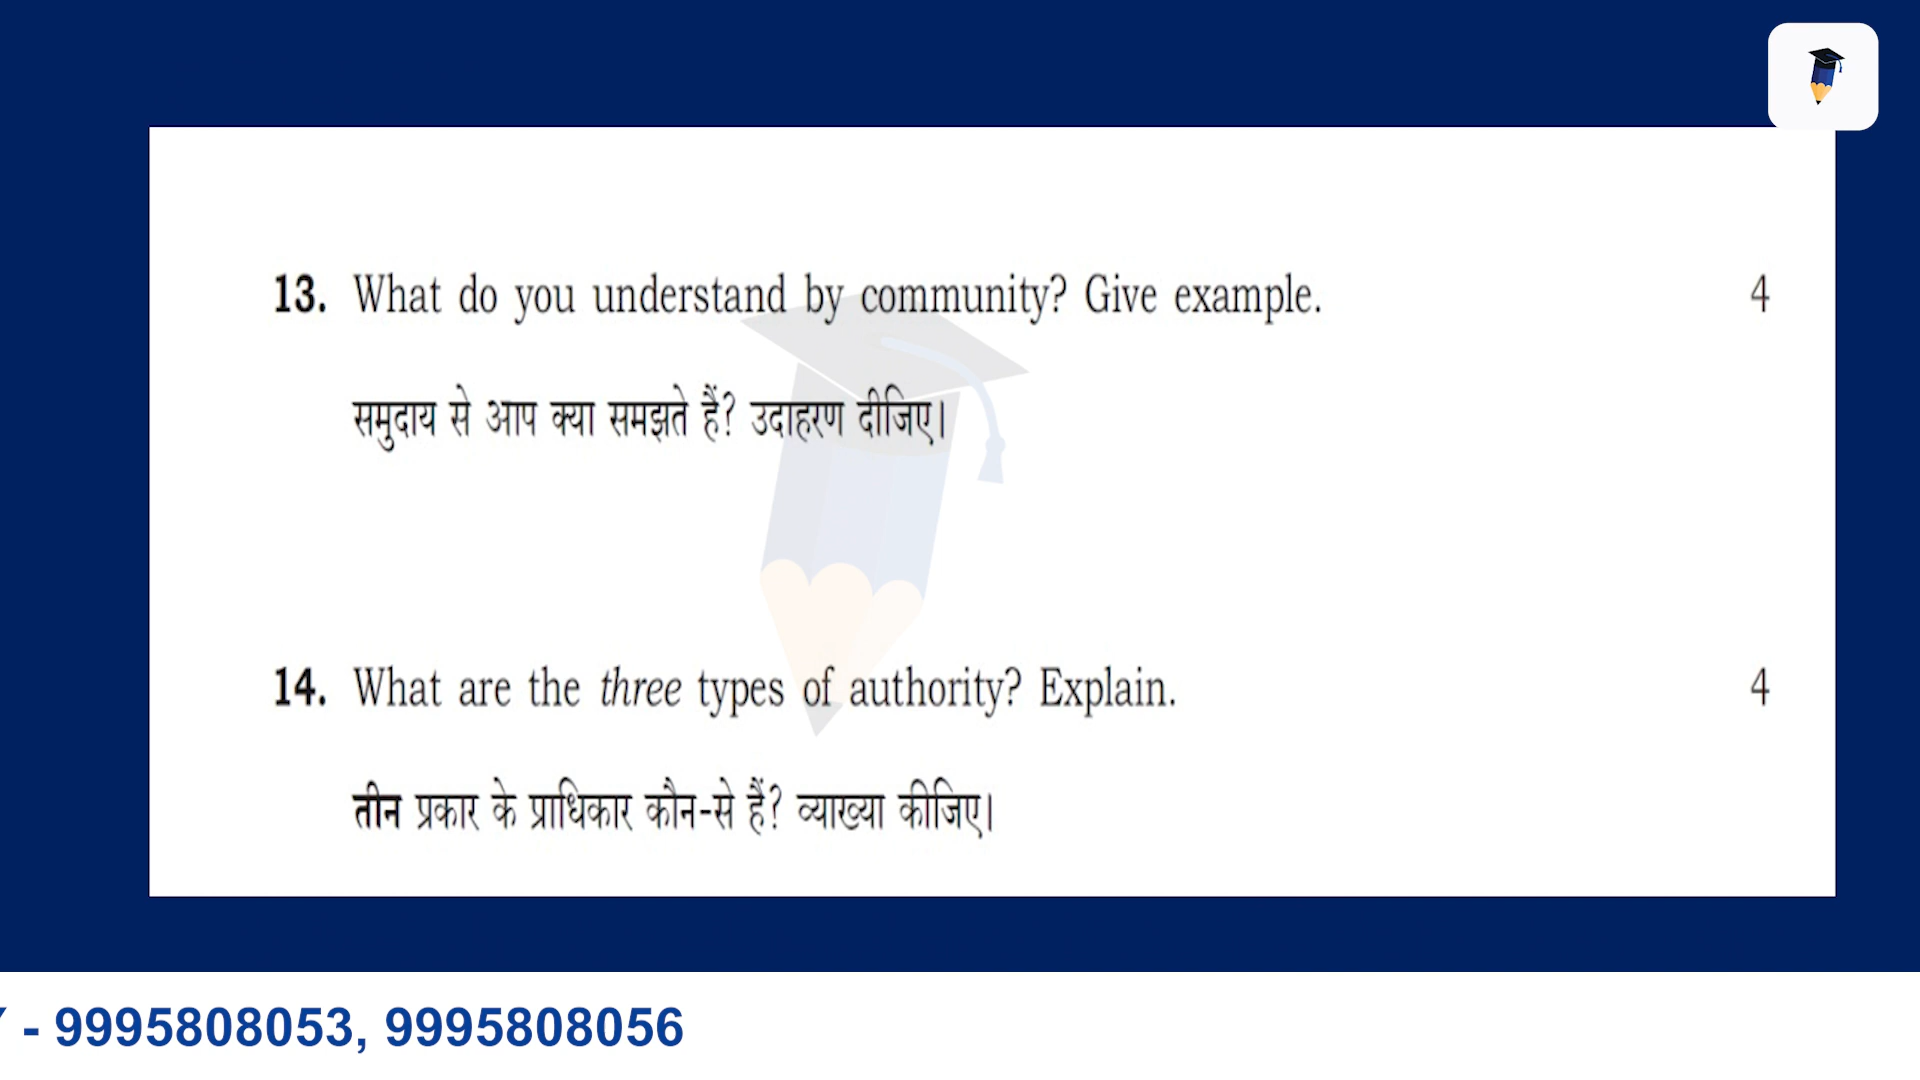 13. What do you understand by community? Give example. 4
समुदाय से आप क्या समझते हैं? उदाहरण दीजिए।
14. What are the three types of authority? Explain. 4
तीन प्रकार के प्राधिकार कौन-से हैं? व्याख्या कीजिए।
- 9995808053, 9995808056